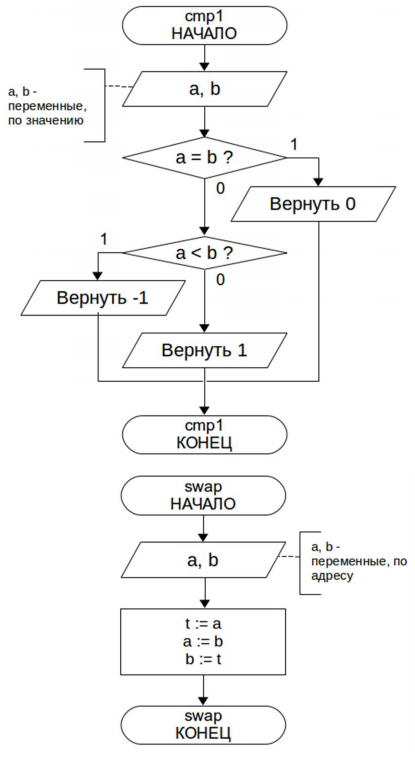 cmp1
НАЧАЛО
a, b -
переменные,
по значению
a, b
a = b ?
1
0
Вернуть 0
1
a < b ?
0
Вернуть -1
Вернуть 1
cmp1
КОНЕЦ
swap
НАЧАЛО
a, b
a, b -
переменные, по
адресу
t := a
a := b
b := t
swap
КОНЕЦ